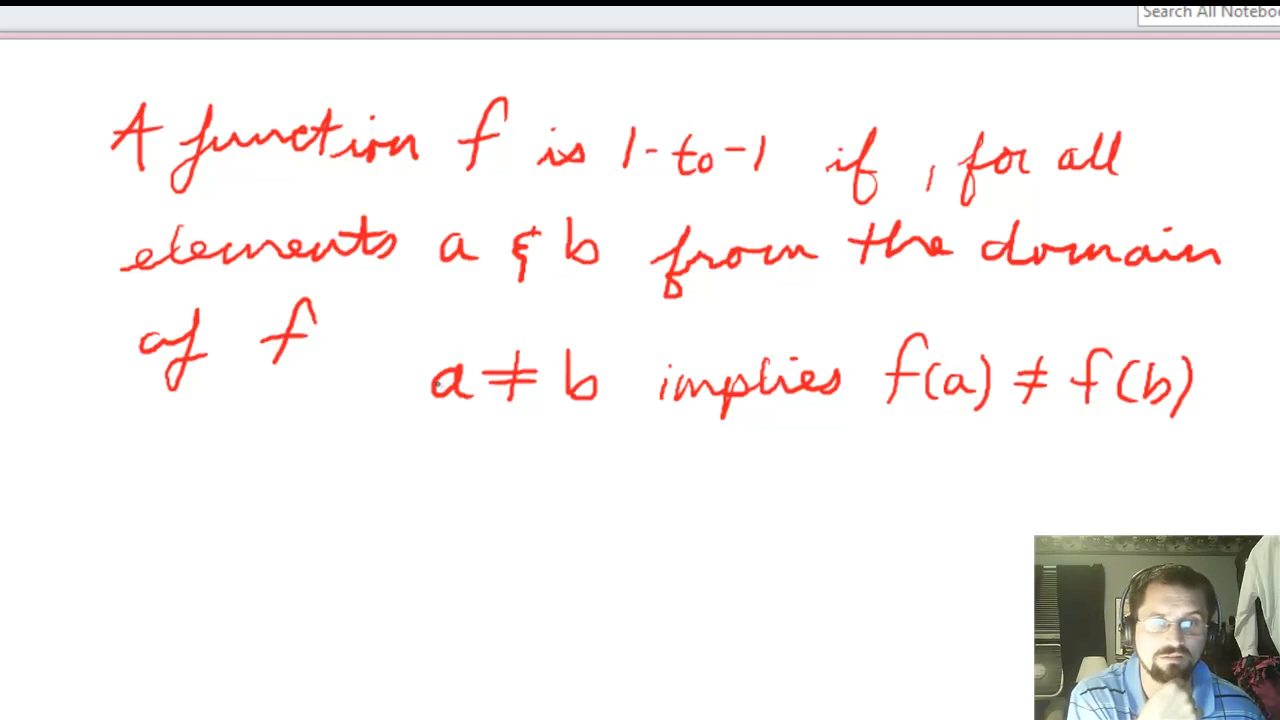 Search All Notebo
A function f is 1-to-1 if, for all
elements a & b from the domain
of f
a ≠ b implies f(a) ≠ f(b)